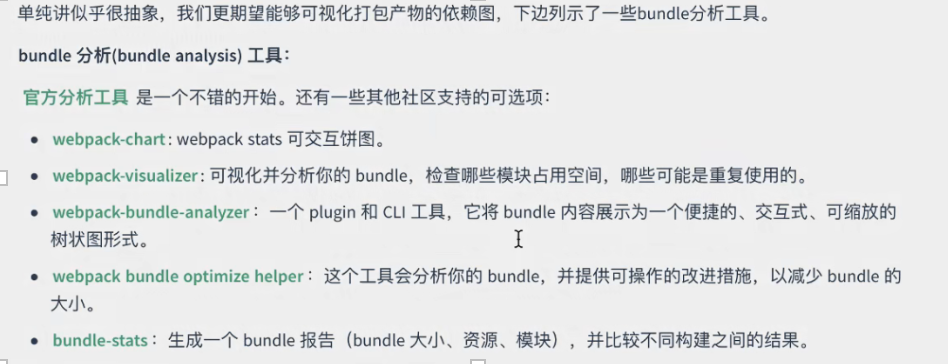 单纯讲似乎很抽象，我们更期望能够可视化打包产物的依赖图，下边列示了一些bundle分析工具。
bundle 分析(bundle analysis) 工具：
官方分析工具 是一个不错的开始。还有一些其他社区支持的可选项：
• webpack-chart: webpack stats 可交互饼图。
• webpack-visualizer: 可视化并分析你的 bundle，检查哪些模块占用空间，哪些可能是重复使用的。
• webpack-bundle-analyzer： 一个 plugin 和 CLI 工具，它将 bundle 内容展示为一个便捷的、交互式、可缩放的
树状图形式。
• webpack bundle optimize helper： 这个工具会分析你的 bundle，并提供可操作的改进措施，以减少 bundle 的
大小。
• bundle-stats： 生成一个 bundle 报告（bundle 大小、资源、模块），并比较不同构建之间的结果。